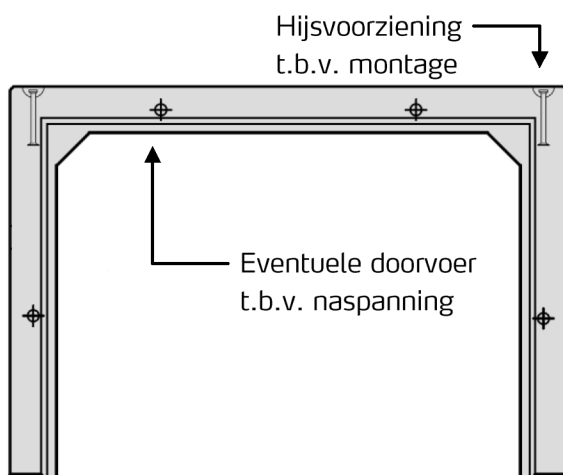 Hijsvoorziening
t.b.v. montage
Eventuele doorvoer
t.b.v. naspanning